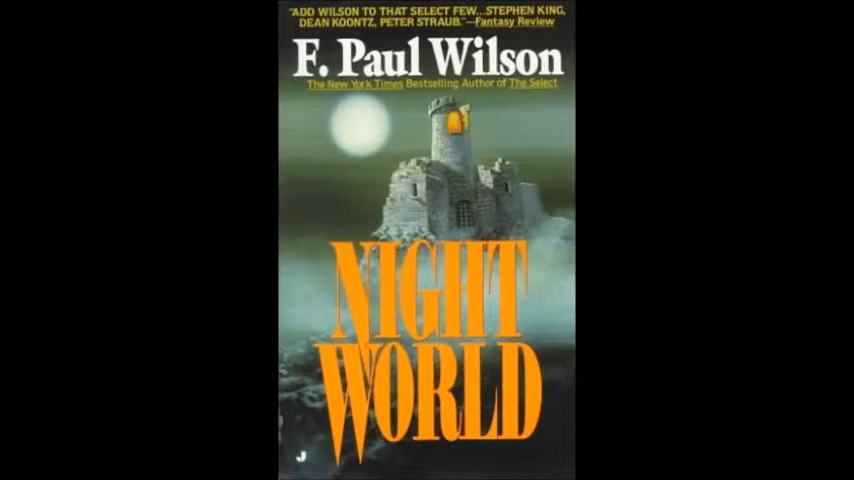 "ADD WILSON TO THAT SELECT FEW...STEPHEN KING,
DEAN KOONTZ, PETER STRAUB."—Fantasy Review
F. Paul Wilson
The New York Times Bestselling Author of The Select
NIGHT
WORLD
J